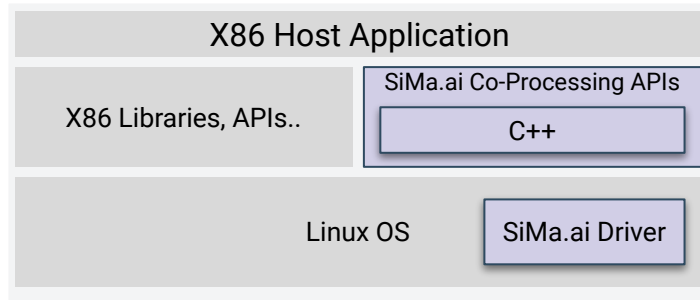 X86 Host Application
X86 Libraries, APIs..
SiMa.ai Co-Processing APIs
C++
Linux OS
SiMa.ai Driver